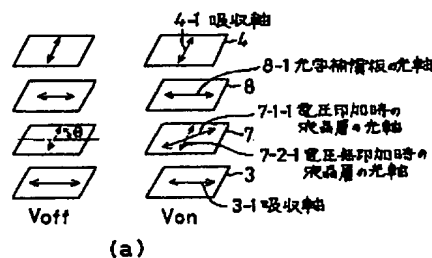 4-1 吸収軸
4
8-1 光学補償板の光軸
8
7-1-1 電圧印加時の
液晶層の光軸
7
7-2-1 電圧無印加時の
液晶層の光軸
θ
3
3-1 吸収軸
Voff
Von
(a)